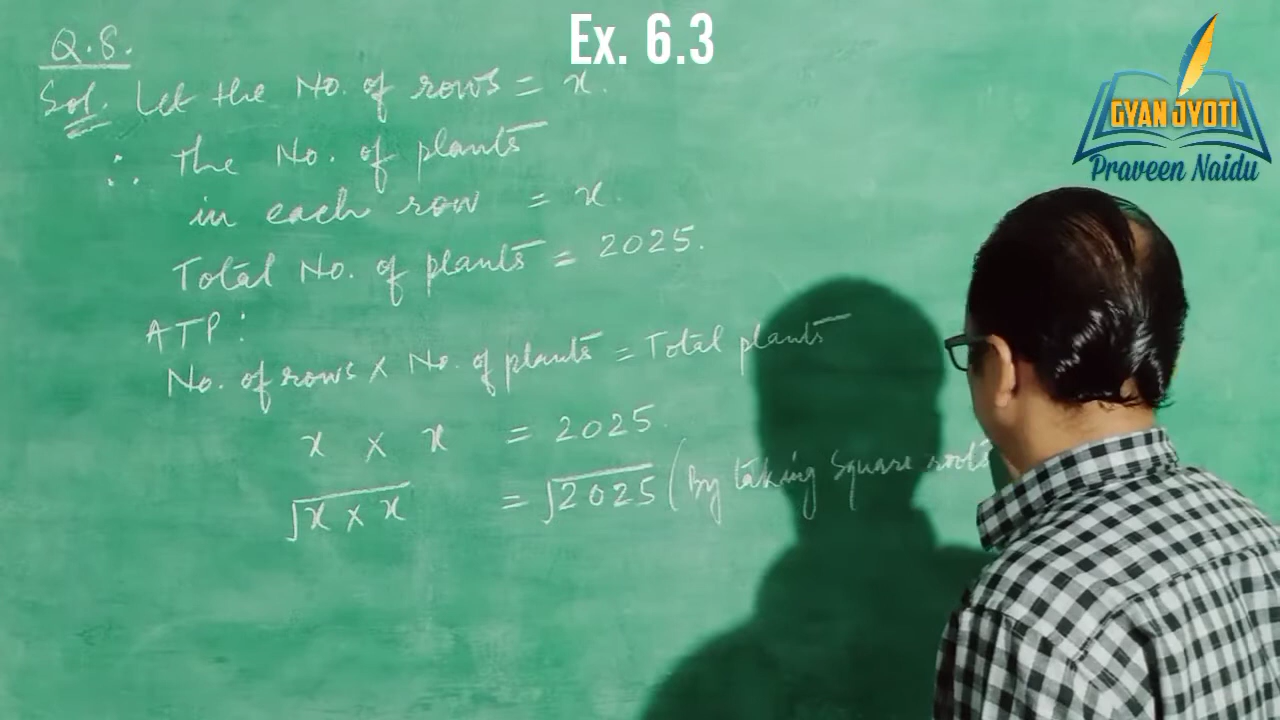 Ex. 6.3
GYAN JYOTI
Praveen Naidu
Q.8.
Sol. Let the No. of rows = x.
∴ the No. of plants
in each row = x.
Total No. of plants = 2025.
ATP:
No. of rows × No. of plants = Total plants
x × x = 2025.
√x × x = √2025 (By taking Square roots